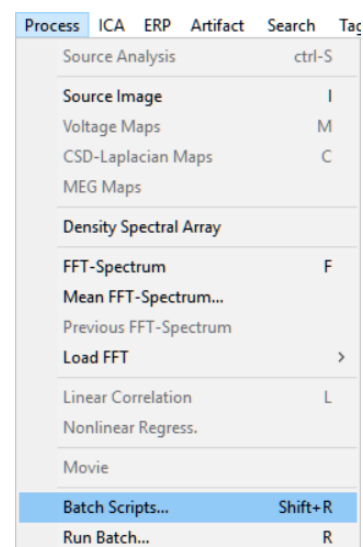 Process ICA ERP Artifact Search Tag
Source Analysis ctrl-S
Source Image I
Voltage Maps M
CSD-Laplacian Maps C
MEG Maps
Density Spectral Array
FFT-Spectrum F
Mean FFT-Spectrum...
Previous FFT-Spectrum
Load FFT >
Linear Correlation L
Nonlinear Regress.
Movie
Batch Scripts... Shift+R
Run Batch... R